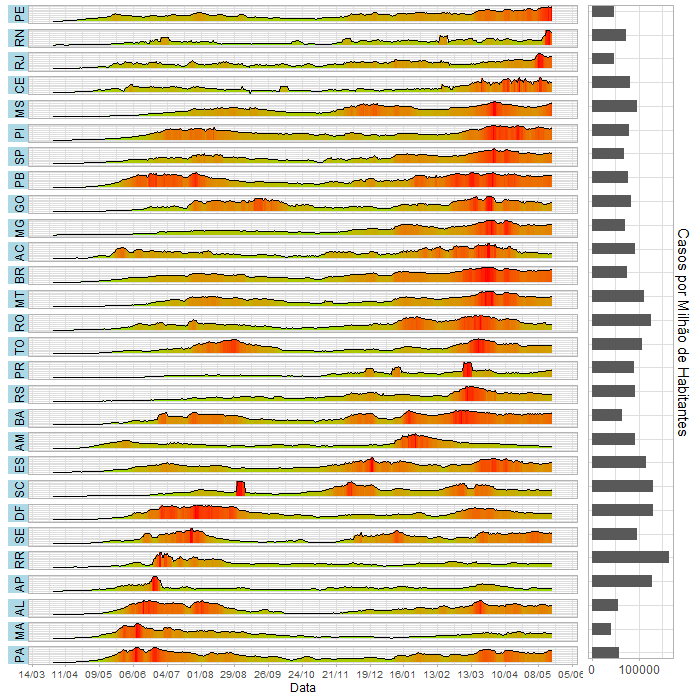 PE
RN
RJ
CE
MS
PI
SP
PB
GO
MG
AC
BR
MT
RO
TO
PR
RS
BA
AM
ES
SC
DF
SE
RR
AP
AL
MA
PA
14/03 11/04 09/05 06/06 04/07 01/08 29/08 26/09 24/10 21/11 19/12 16/01 13/02 13/03 10/04 08/05 05/06
Data
0 100000
Casos por Milhão de Habitantes